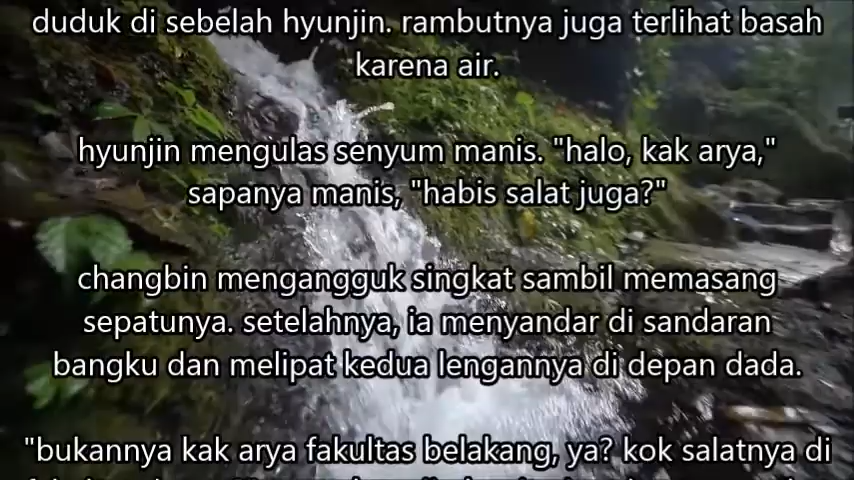 duduk di sebelah hyunjin. rambutnya juga terlihat basah
karena air.
hyunjin mengulas senyum manis. "halo, kak arya,"
sapanya manis, "habis salat juga?"
changbin mengangguk singkat sambil memasang
sepatunya. setelahnya, ia menyandar di sandaran
bangku dan melipat kedua lengannya di depan dada.
"bukannya kak arya fakultas belakang, ya? kok salatnya di